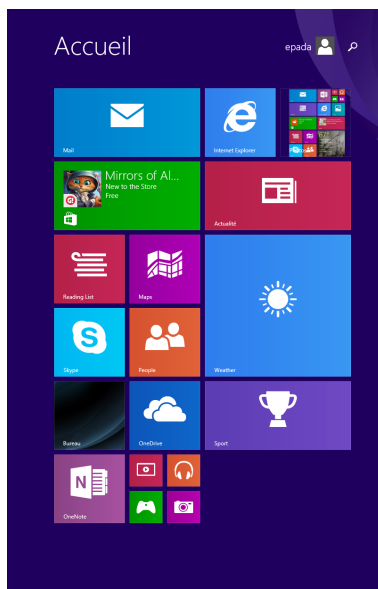 Accueil
epada
Mail
Internet Explorer
Mirrors of Al...
New to the Store
Free
Actualité
Reading List
Maps
Skype
People
Weather
Bureau
OneDrive
Sport
N
OneNote